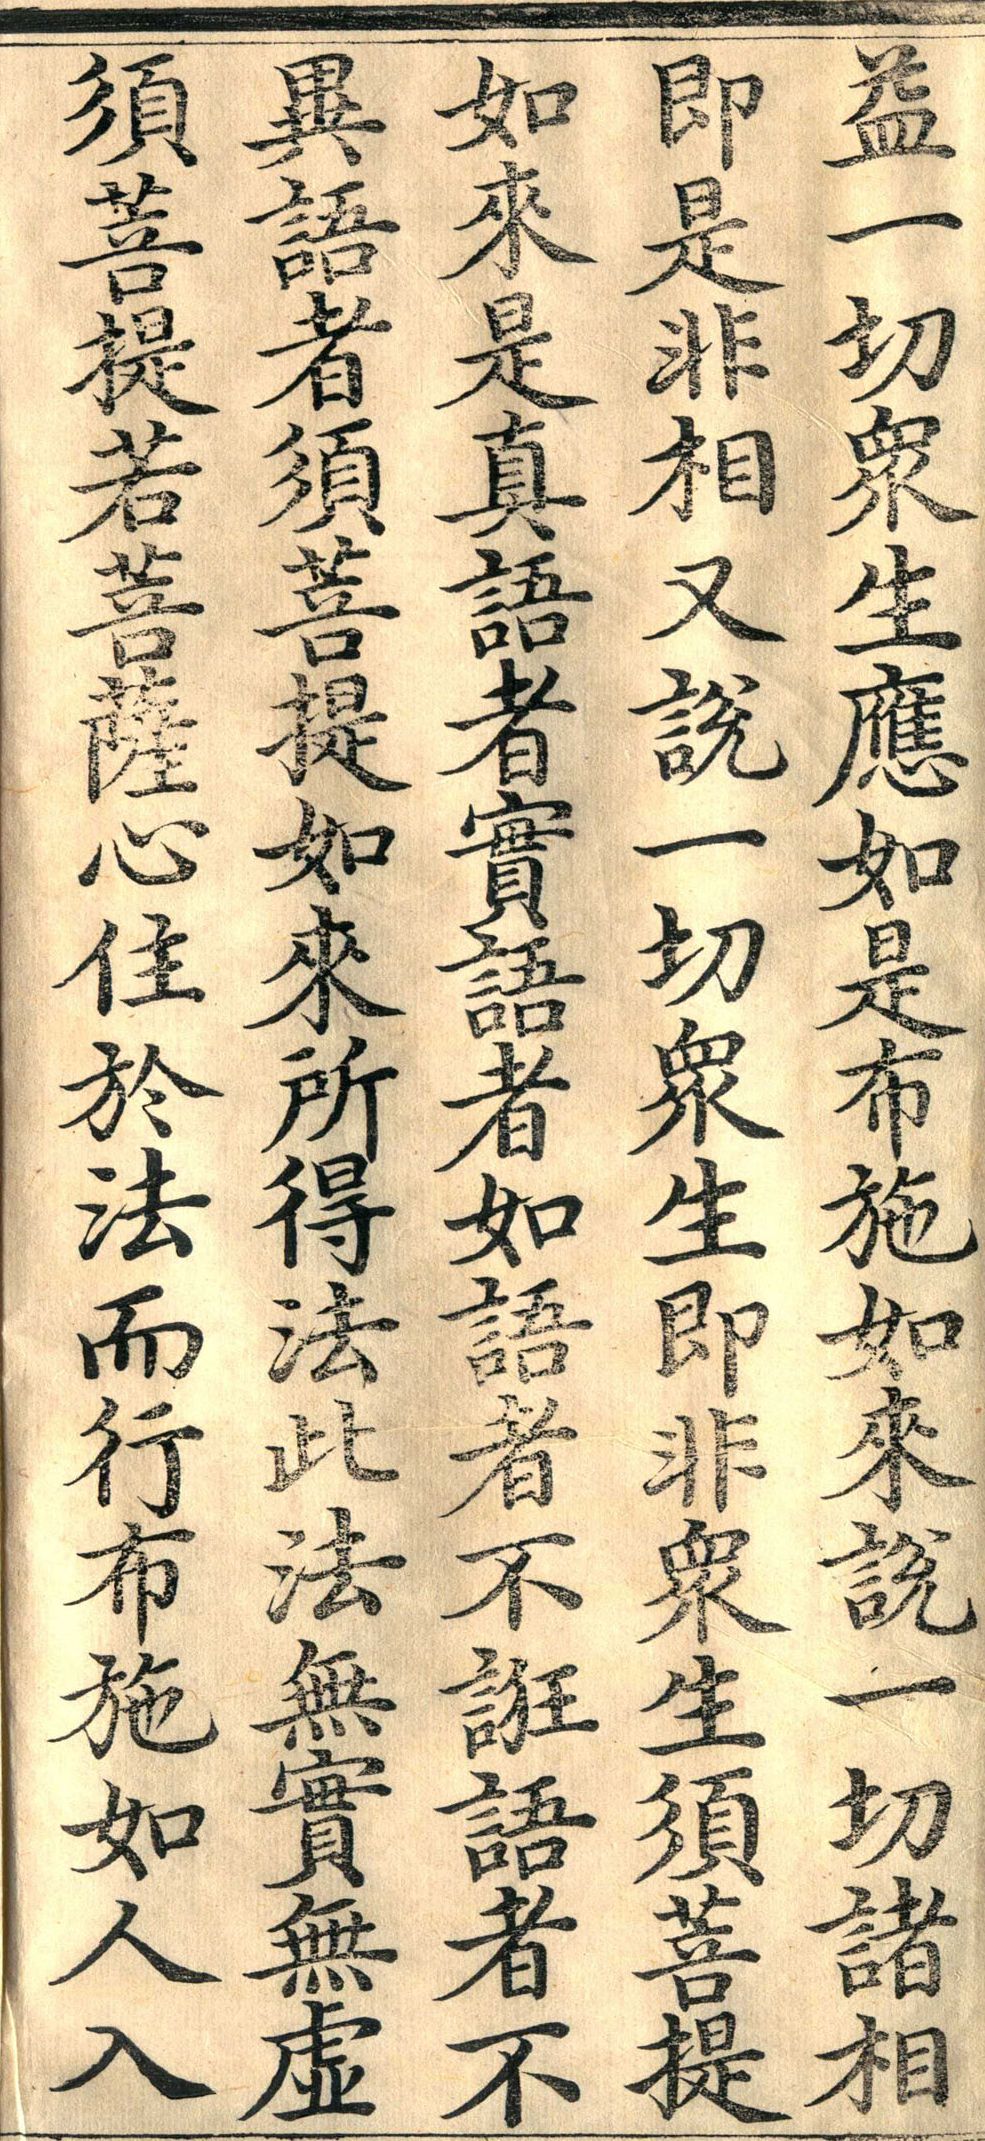 益一切眾生應如是布施如來說一切諸相
即是非相又說一切眾生即非眾生須菩提
如來是真語者實語者如語者不誑語者不
異語者須菩提如來所得法此法無實無虛
須菩提若菩薩心住於法而行布施如人入